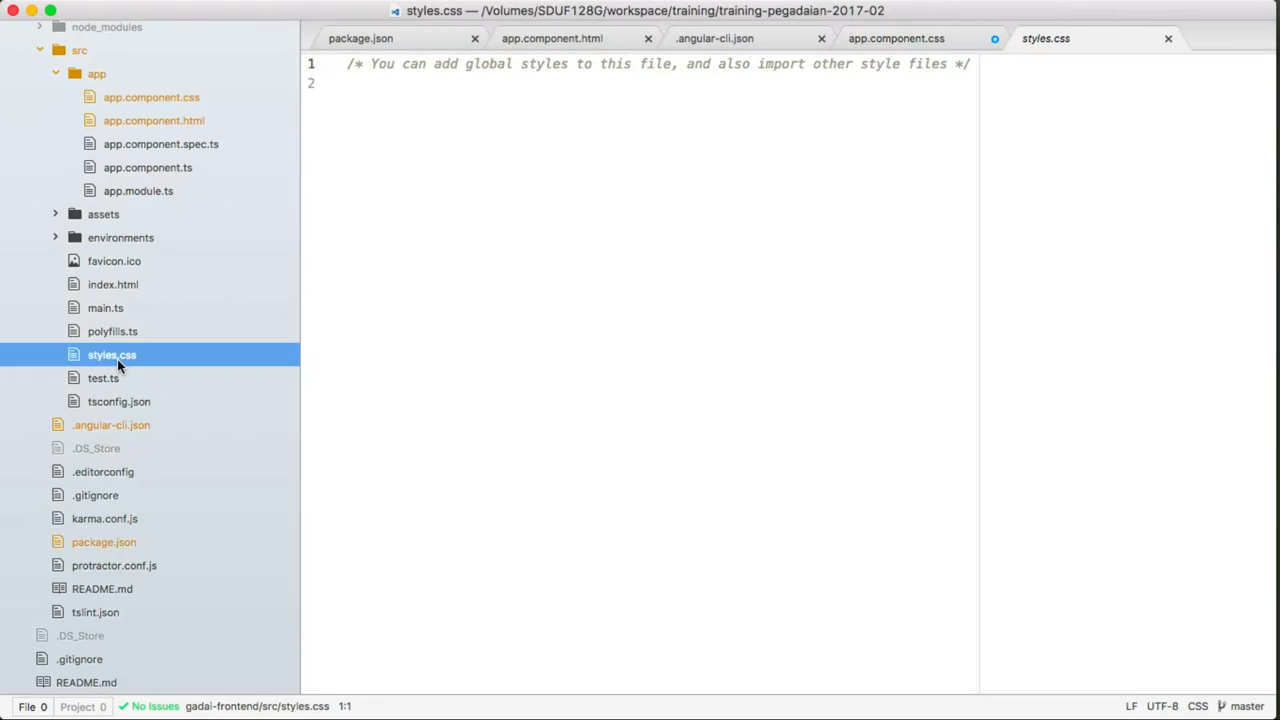 styles.css — /Volumes/SDUF128G/workspace/training/training-pegadaian-2017-02
package.json
app.component.html
.angular-cli.json
app.component.css
styles.css
node_modules
src
app
app.component.css
app.component.html
app.component.spec.ts
app.component.ts
app.module.ts
assets
environments
favicon.ico
index.html
main.ts
polyfills.ts
styles.css
test.ts
tsconfig.json
.angular-cli.json
.DS_Store
.editorconfig
.gitignore
karma.conf.js
package.json
protractor.conf.js
README.md
tslint.json
.DS_Store
.gitignore
README.md
1 /* You can add global styles to this file, and also import other style files */
2
File 0 Project 0 No Issues gadai-frontend/src/styles.css 1:1 LF UTF-8 CSS master